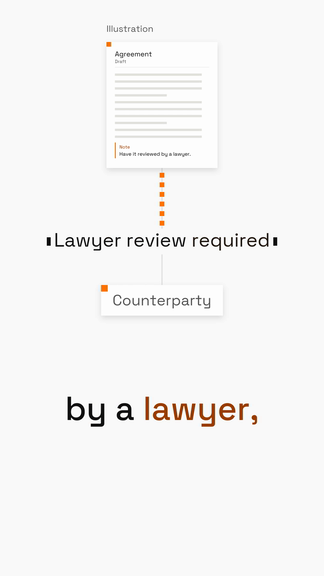 Illustration
Agreement
Draft
Note
Have it reviewed by a lawyer.
Lawyer review required
Counterparty
by a lawyer,